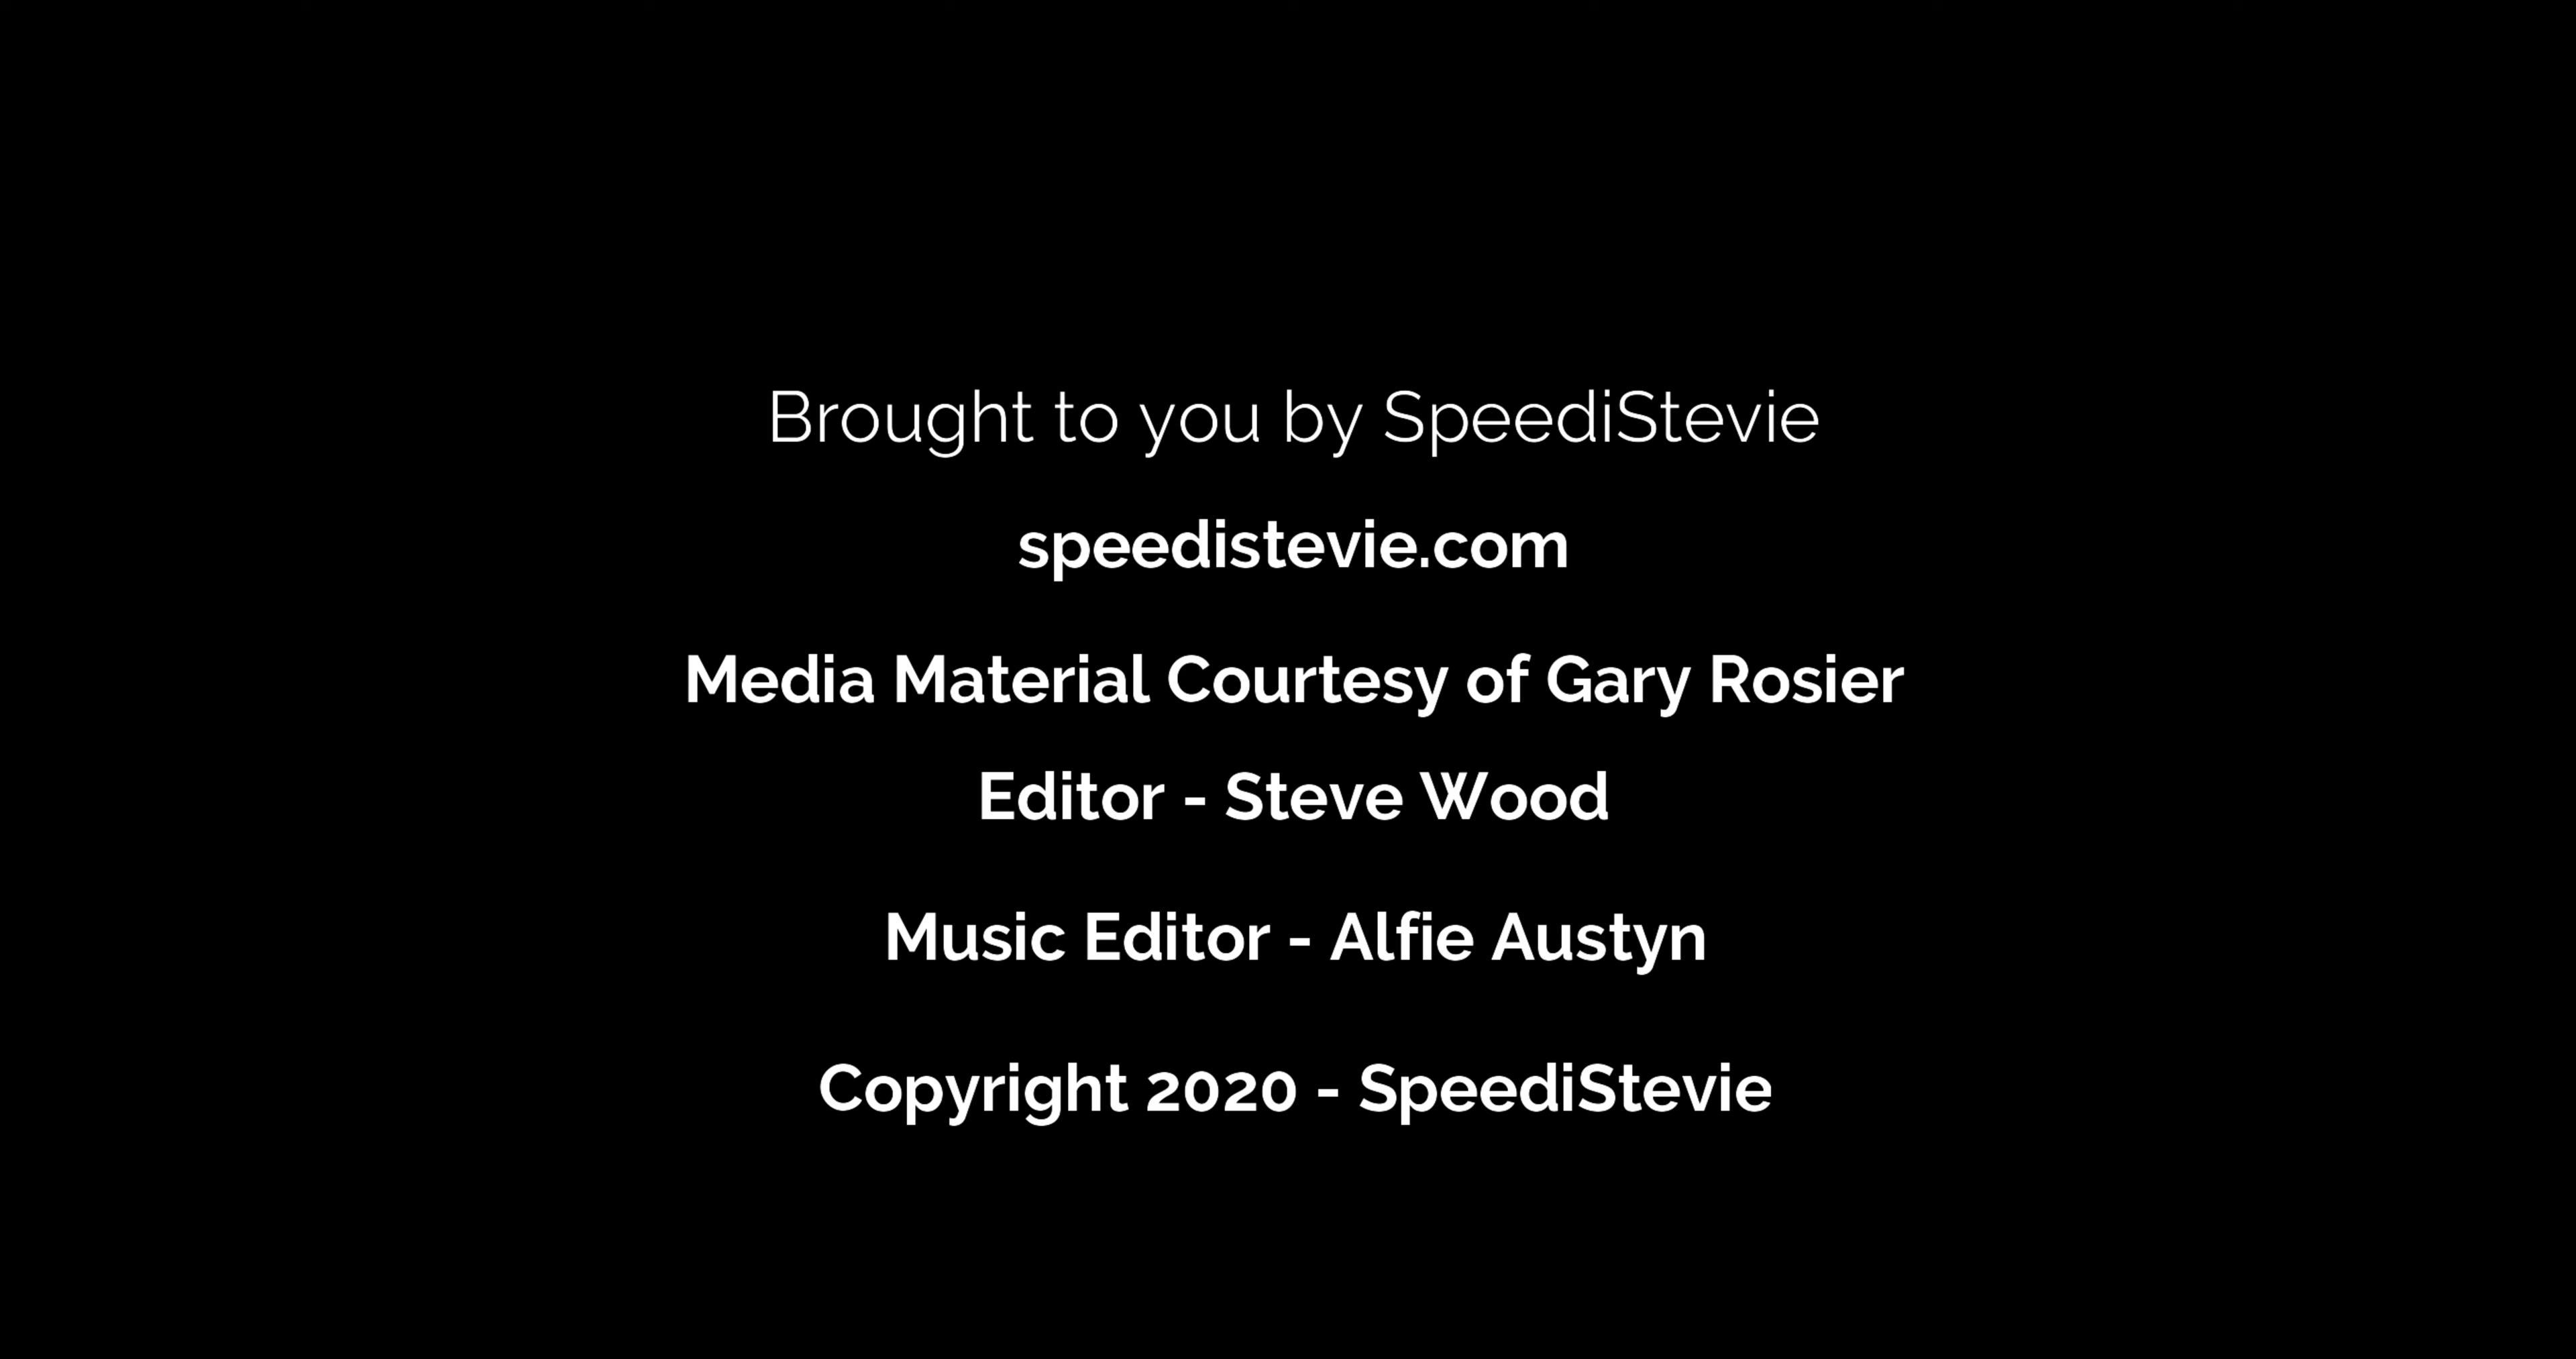 Brought to you by SpeediStevie
speedistevie.com
Media Material Courtesy of Gary Rosier
Editor - Steve Wood
Music Editor - Alfie Austyn
Copyright 2020 - SpeediStevie